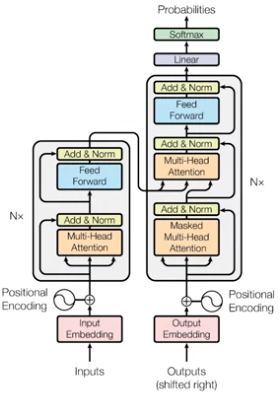 Probabilities
Softmax
Linear
Add & Norm
Feed
Forward
Add & Norm
Multi-Head
Attention
Add & Norm
Masked
Multi-Head
Attention
N×
Add & Norm
Feed
Forward
Add & Norm
Multi-Head
Attention
N×
Positional
Encoding
Positional
Encoding
Input
Embedding
Output
Embedding
Inputs
Outputs
(shifted right)